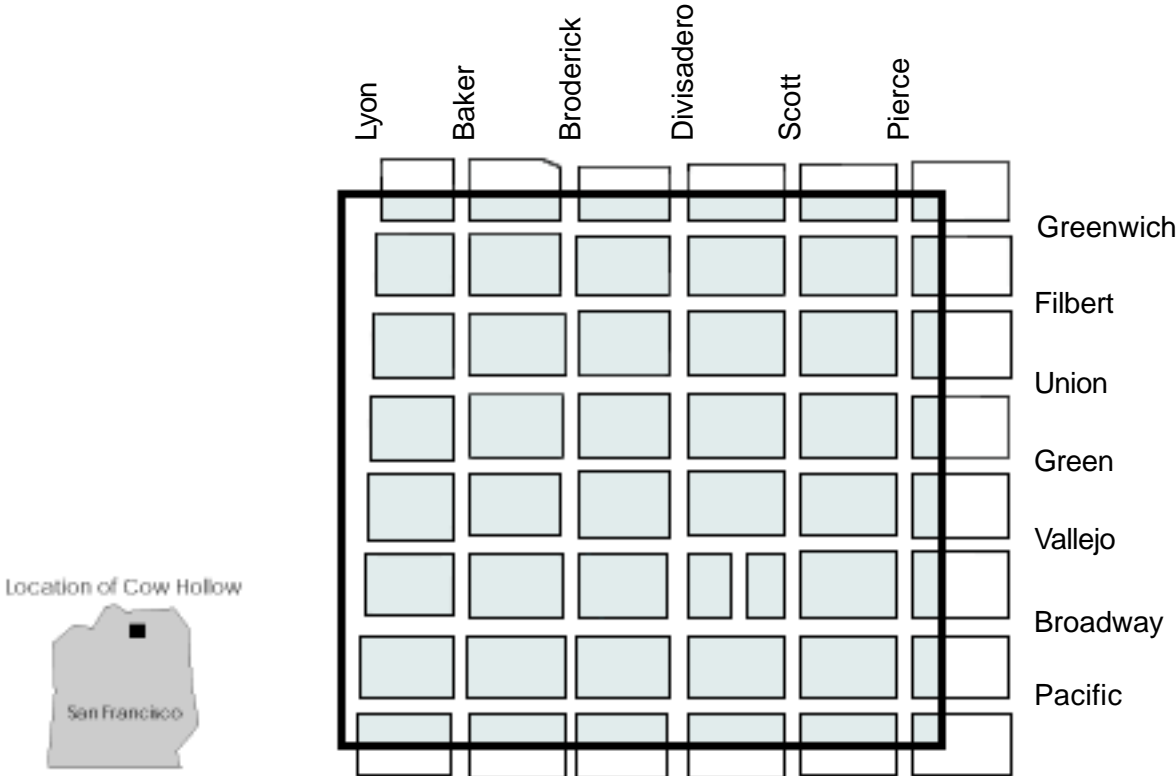 Lyon
Baker
Broderick
Divisadero
Scott
Pierce
Greenwich
Filbert
Union
Green
Vallejo
Broadway
Pacific
Location of Cow Hollow
San Francisco